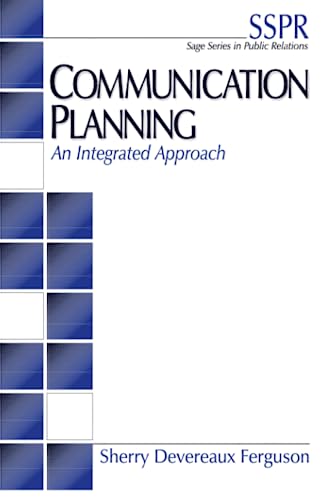 SSPR
Sage Series in Public Relations
COMMUNICATION
PLANNING
An Integrated Approach
Sherry Devereaux Ferguson